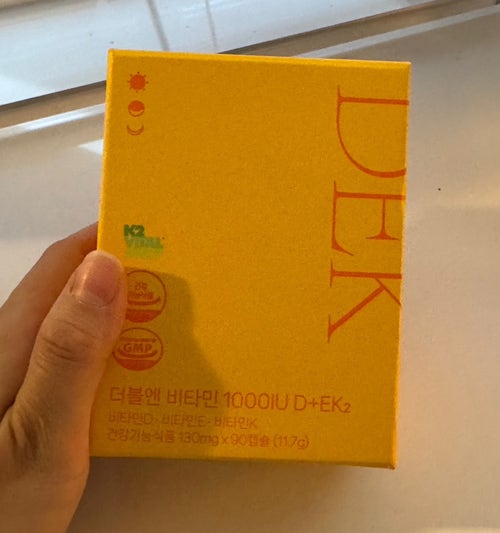 DEK
K2
VITAL
GMP
더블엔 비타민 1000IU D+EK₂
비타민D · 비타민E · 비타민K
건강기능식품 130mg x 90캡슐 (11.7g)